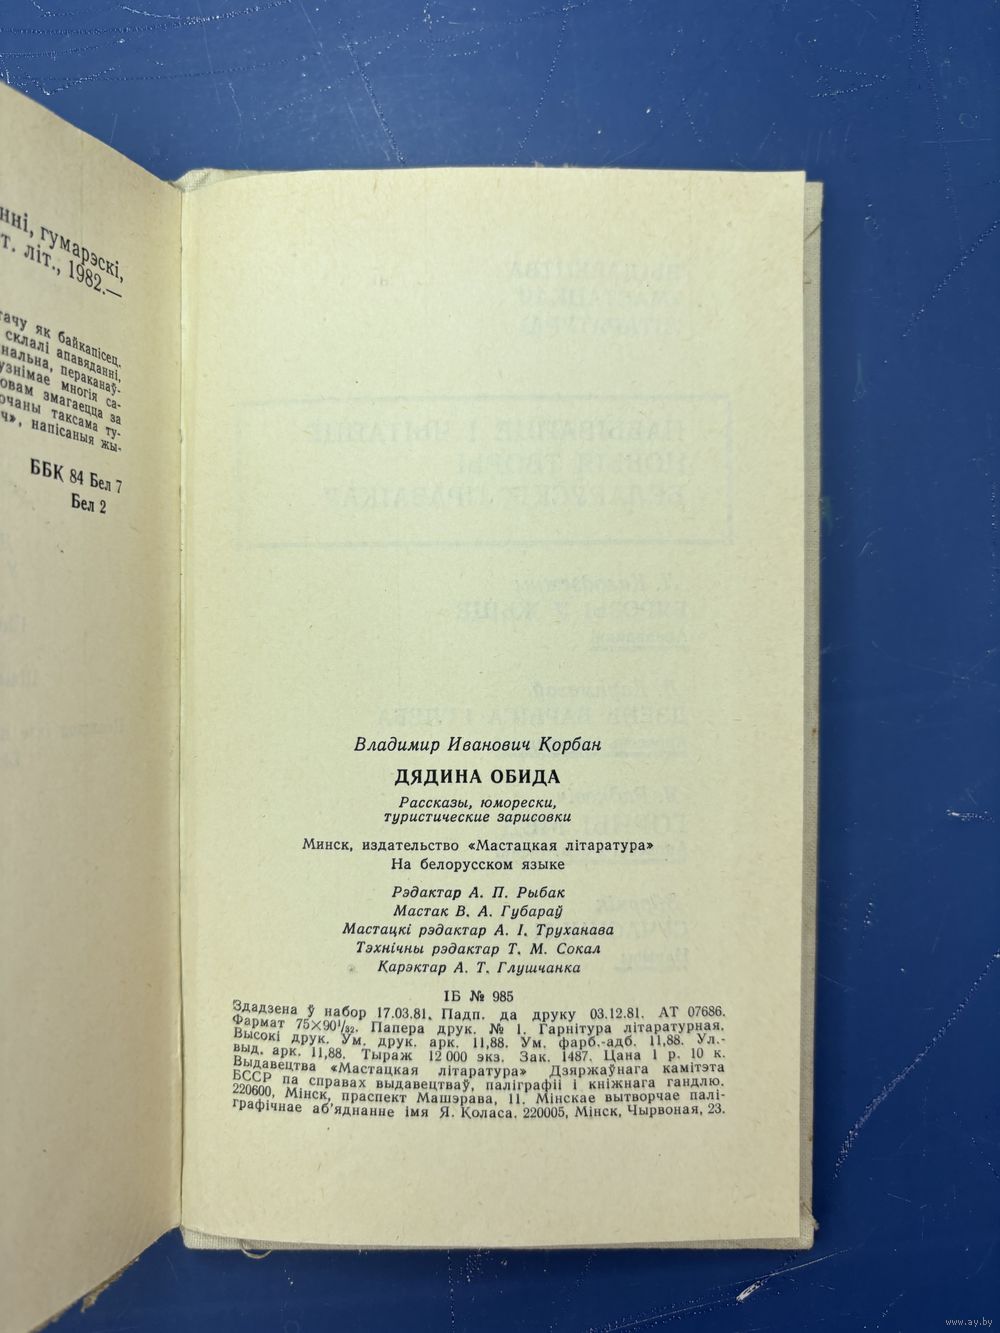 нні, гумарэскі,
т. літ., 1982.—
тачу як байкапісец.
склалі апавяданні,
нальна, пераканаў-
узнімае многія са-
овам змагаецца за
ючаны таксама ту-
ч», напісаныя жы-
ББК 84 Бел 7
Бел 2
Владимир Иванович Корбан
ДЯДИНА ОБИДА
Рассказы, юморески,
туристические зарисовки
Минск, издательство «Мастацкая літаратура»
На белорусском языке
Рэдактар А. П. Рыбак
Мастак В. А. Губараў
Мастацкі рэдактар А. І. Труханава
Тэхнічны рэдактар Т. М. Сокал
Карэктар А. Т. Глушчанка
ІБ № 985
Здадзена ў набор 17.03.81. Падп. да друку 03.12.81. АТ 07686.
Фармат 75×90¹/₃₂. Папера друк. № 1. Гарнітура літаратурная.
Высокі друк. Ум. друк. арк. 11,88. Ум. фарб.-адб. 11,88. Ул.-
выд. арк. 11,88. Тыраж 12 000 экз. Зак. 1487. Цана 1 р. 10 к.
Выдавецтва «Мастацкая літаратура» Дзяржаўнага камітэта
БССР па справах выдавецтваў, паліграфіі і кніжнага гандлю.
220600, Мінск, праспект Машэрава, 11. Мінскае вытворчае палі-
графічнае аб'яднанне імя Я. Коласа. 220005, Мінск, Чырвоная, 23.
www.ay.by